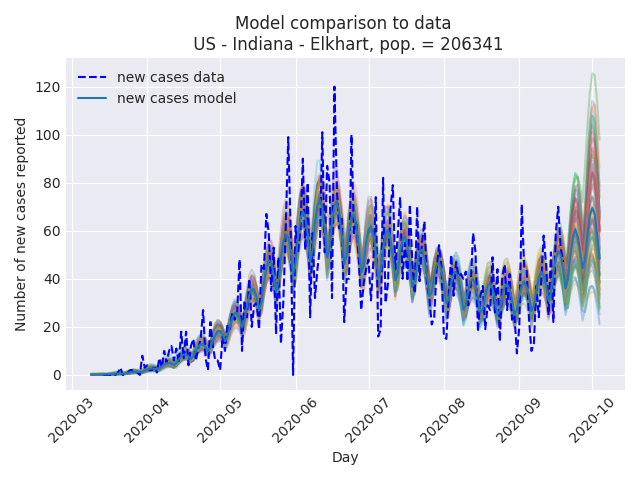 Model comparison to data
US - Indiana - Elkhart, pop. = 206341
new cases data
new cases model
Number of new cases reported
120
100
80
60
40
20
0
2020-03
2020-04
2020-05
2020-06
2020-07
2020-08
2020-09
2020-10
Day